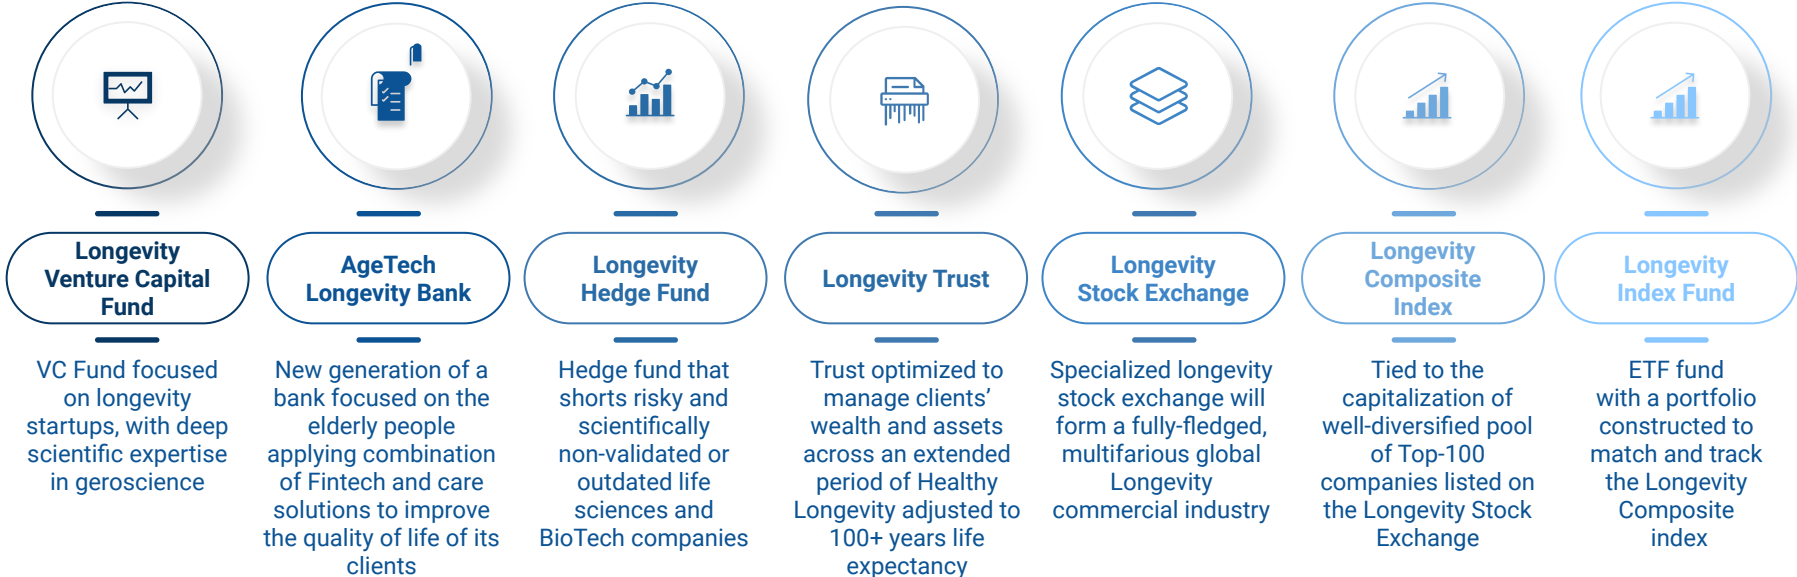 Longevity
Venture Capital
Fund
VC Fund focused
on longevity
startups, with deep
scientific expertise
in geroscience
AgeTech
Longevity Bank
New generation of a
bank focused on the
elderly people
applying combination
of Fintech and care
solutions to improve
the quality of life of its
clients
Longevity
Hedge Fund
Hedge fund that
shorts risky and
scientifically
non-validated or
outdated life
sciences and
BioTech companies
Longevity Trust
Trust optimized to
manage clients’
wealth and assets
across an extended
period of Healthy
Longevity adjusted to
100+ years life
expectancy
Longevity
Stock Exchange
Specialized longevity
stock exchange will
form a fully-fledged,
multifarious global
Longevity
commercial industry
Longevity
Composite
Index
Tied to the
capitalization of
well-diversified pool
of Top-100
companies listed on
the Longevity Stock
Exchange
Longevity
Index Fund
ETF fund
with a portfolio
constructed to
match and track
the Longevity
Composite
index